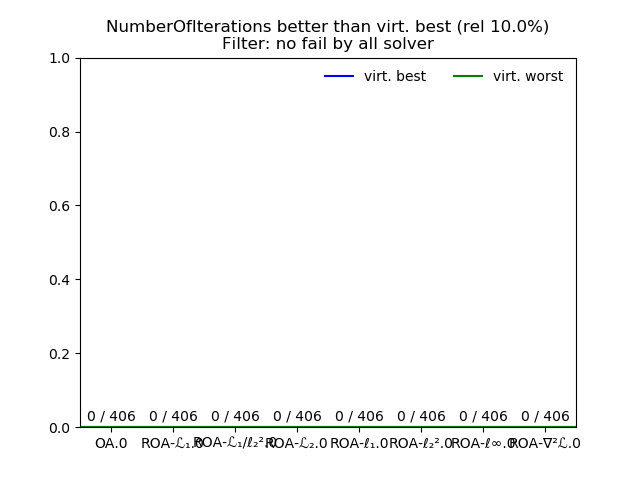 NumberOfIterations better than virt. best (rel 10.0%)
Filter: no fail by all solver
virt. best
virt. worst
1.0
0.8
0.6
0.4
0.2
0.0
0 / 406 0 / 406 0 / 406 0 / 406 0 / 406 0 / 406 0 / 406 0 / 406
OA.0 ROA-ℒ₁.0 ROA-ℒ₁/ℓ₂².0 ROA-ℒ₂.0 ROA-ℓ₁.0 ROA-ℓ₂².0 ROA-ℓ∞.0 ROA-∇²ℒ.0